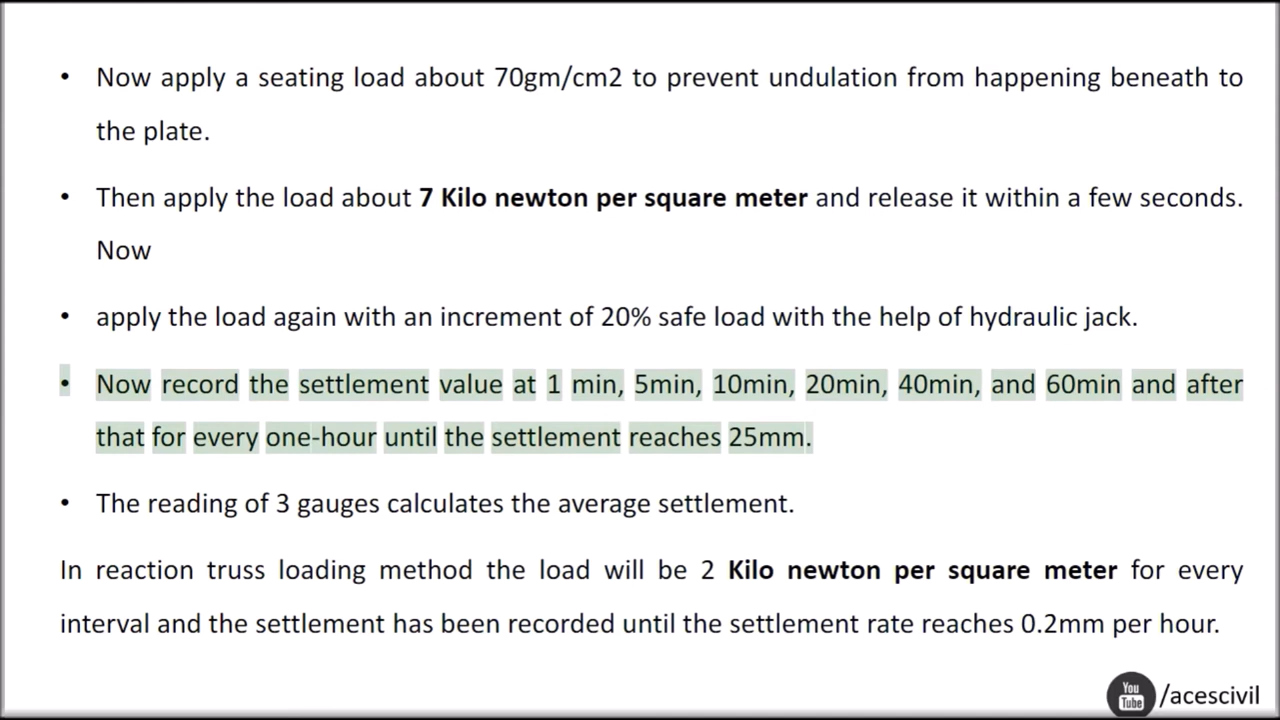 • Now apply a seating load about 70gm/cm2 to prevent undulation from happening beneath to
the plate.
• Then apply the load about 7 Kilo newton per square meter and release it within a few seconds.
Now
• apply the load again with an increment of 20% safe load with the help of hydraulic jack.
• Now record the settlement value at 1 min, 5min, 10min, 20min, 40min, and 60min and after
that for every one-hour until the settlement reaches 25mm.
• The reading of 3 gauges calculates the average settlement.
In reaction truss loading method the load will be 2 Kilo newton per square meter for every
interval and the settlement has been recorded until the settlement rate reaches 0.2mm per hour.
You
Tube /acescivil